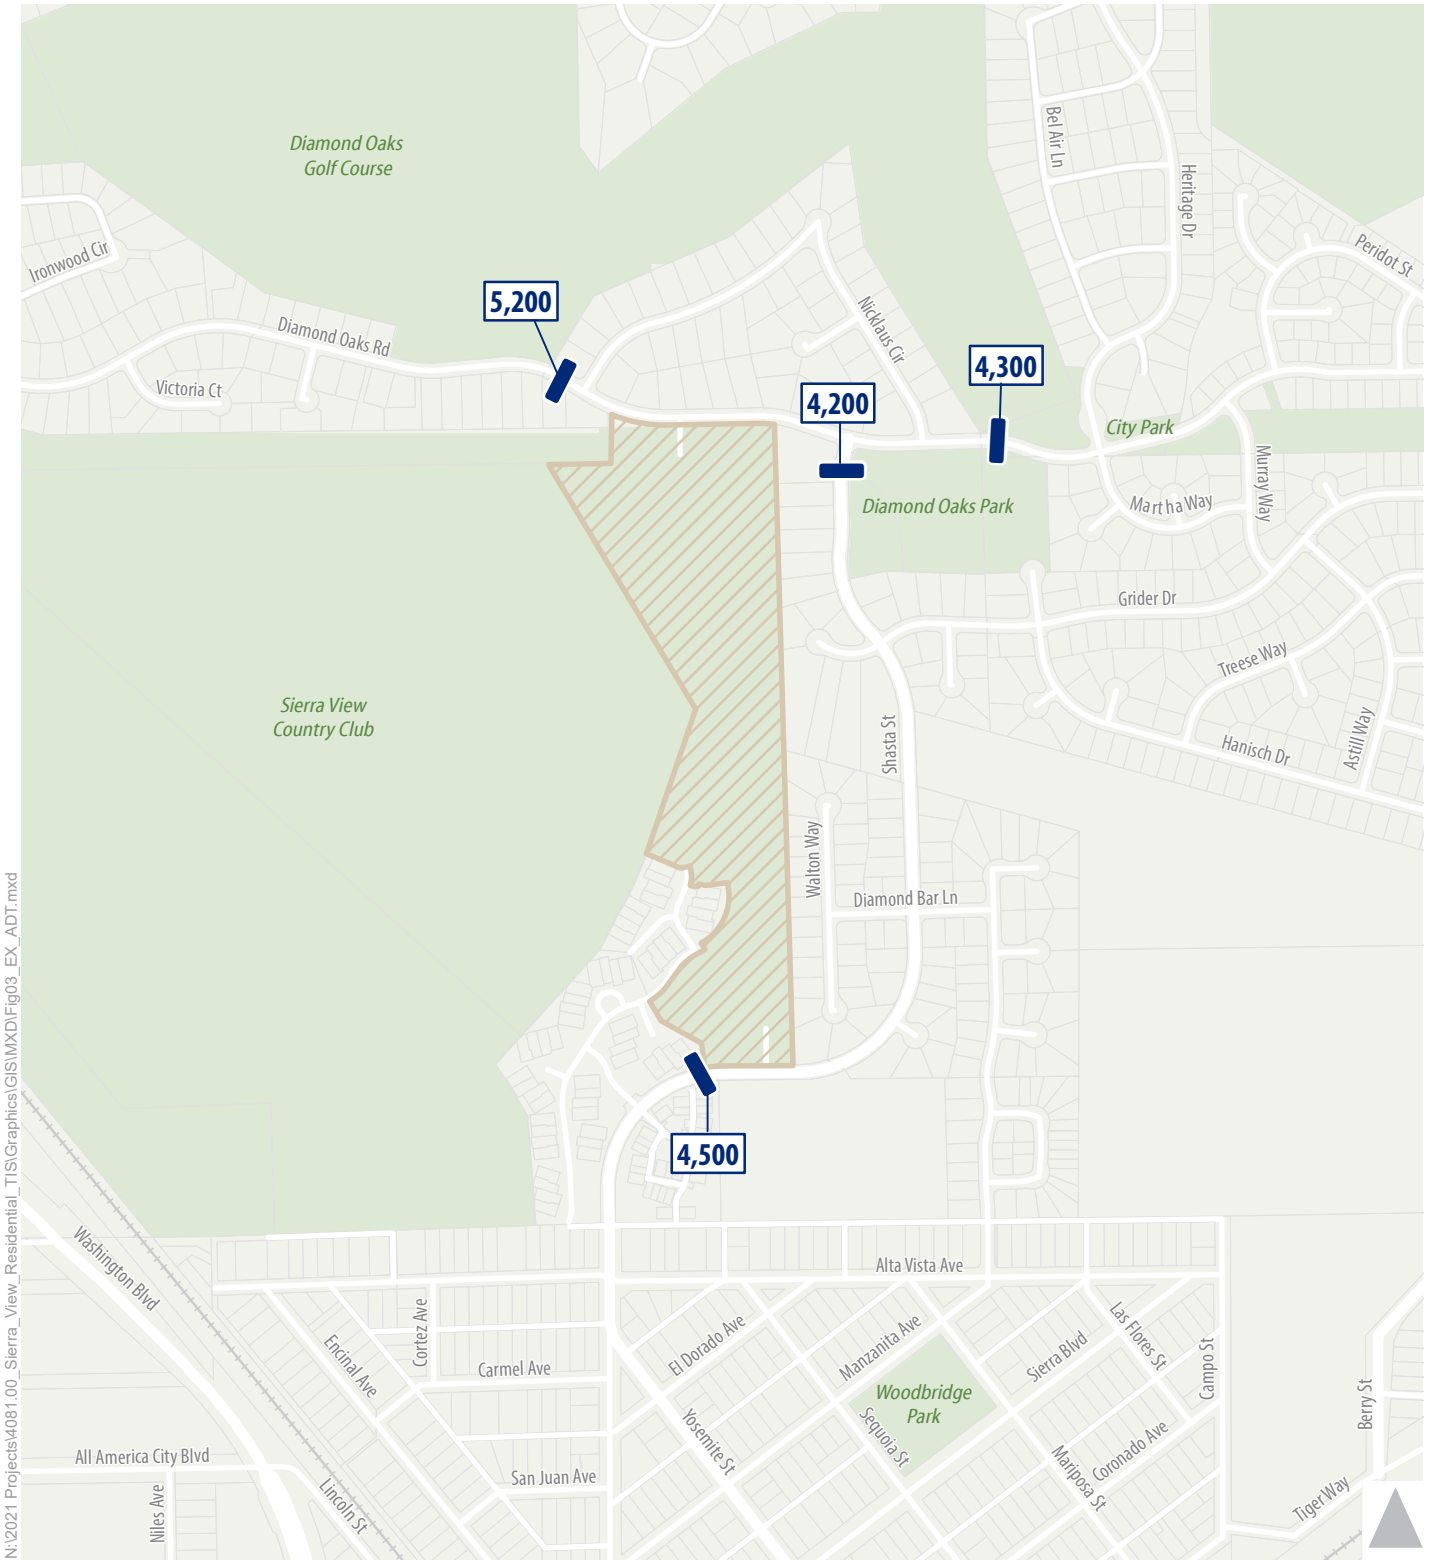 Diamond Oaks
Golf Course
Bel Air Ln
Heritage Dr
Peridot St
Ironwood Cir
5,200
Diamond Oaks Rd
Nicklaus Cir
Victoria Ct
4,300
4,200
City Park
Murray Way
Diamond Oaks Park
Martha Way
Grider Dr
Treese Way
Sierra View
Country Club
Shasta St
Hanisch Dr
Astill Way
Walton Way
Diamond Bar Ln
4,500
Washington Blvd
Alta Vista Ave
Cortez Ave
Encinal Ave
El Dorado Ave
Manzanita Ave
Las Flores St
Sierra Blvd
Campo St
Carmel Ave
Woodbridge
Park
Berry St
Yosemite St
Sequoia St
Mariposa St
Coronado Ave
All America City Blvd
San Juan Ave
Niles Ave
Lincoln St
Tiger Way
N:\2021 Projects\4081.00_Sierra_View_Residential_TIS\Graphics\GIS\MXD\Fig03_EX_ADT.mxd